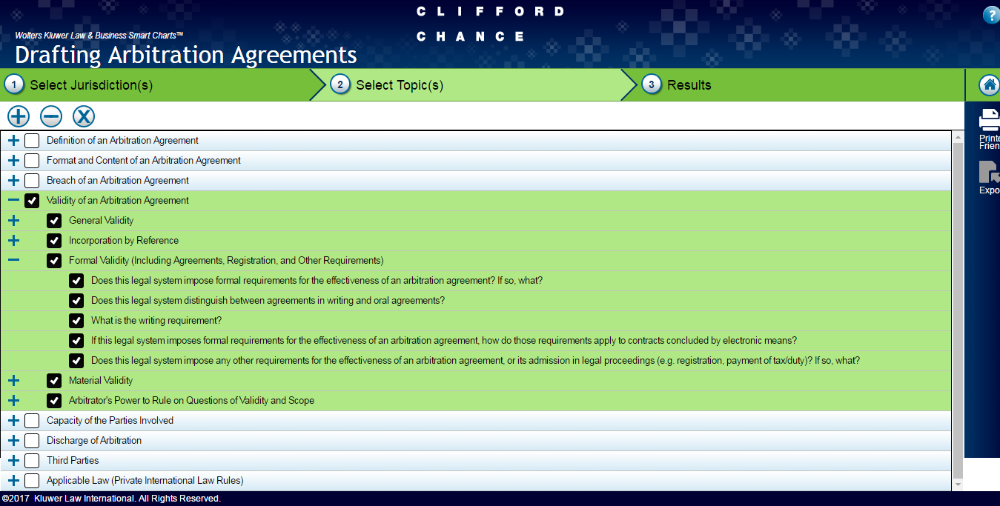 CLIFFORD
CHANCE
?
Wolters Kluwer Law & Business Smart Charts™
Drafting Arbitration Agreements
1 Select Jurisdiction(s)
2 Select Topic(s)
3 Results
Definition of an Arbitration Agreement
Format and Content of an Arbitration Agreement
Breach of an Arbitration Agreement
Validity of an Arbitration Agreement
General Validity
Incorporation by Reference
Formal Validity (Including Agreements, Registration, and Other Requirements)
Does this legal system impose formal requirements for the effectiveness of an arbitration agreement? If so, what?
Does this legal system distinguish between agreements in writing and oral agreements?
What is the writing requirement?
If this legal system imposes formal requirements for the effectiveness of an arbitration agreement, how do those requirements apply to contracts concluded by electronic means?
Does this legal system impose any other requirements for the effectiveness of an arbitration agreement, or its admission in legal proceedings (e.g. registration, payment of tax/duty)? If so, what?
Material Validity
Arbitrator's Power to Rule on Questions of Validity and Scope
Capacity of the Parties Involved
Discharge of Arbitration
Third Parties
Applicable Law (Private International Law Rules)
Printe
Frien
Expo
©2017 Kluwer Law International. All Rights Reserved.